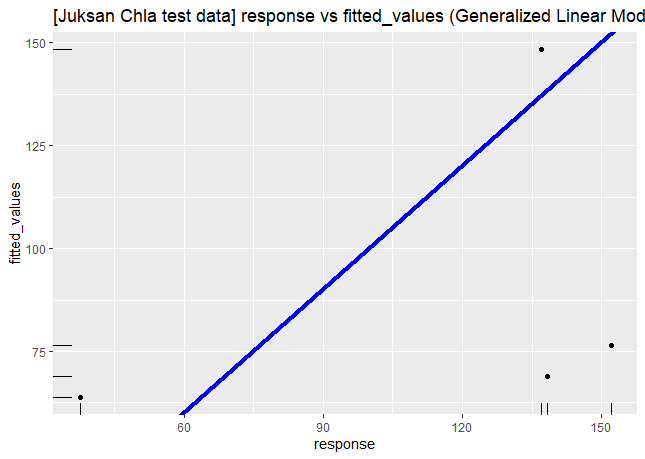 [Juksan Chla test data] response vs fitted_values (Generalized Linear Mod
150
125
100
75
fitted_values
60 90 120 150
response